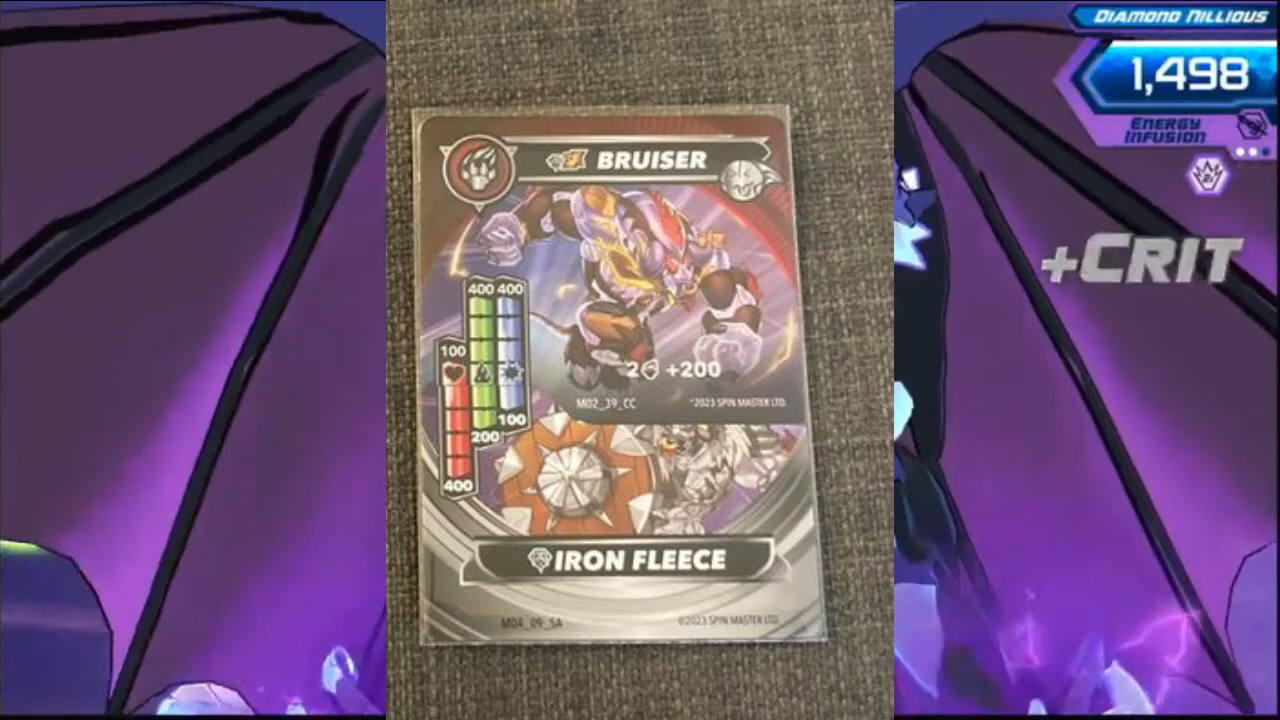 DIAMOND NILLIOUS
1,498
ENERGY
INFUSION
+CRIT
BRUISER
400 400
100
2 +200
M02_39_CC
©2023 SPIN MASTER LTD.
100
200
400
IRON FLEECE
M04_09_SA
©2023 SPIN MASTER LTD.